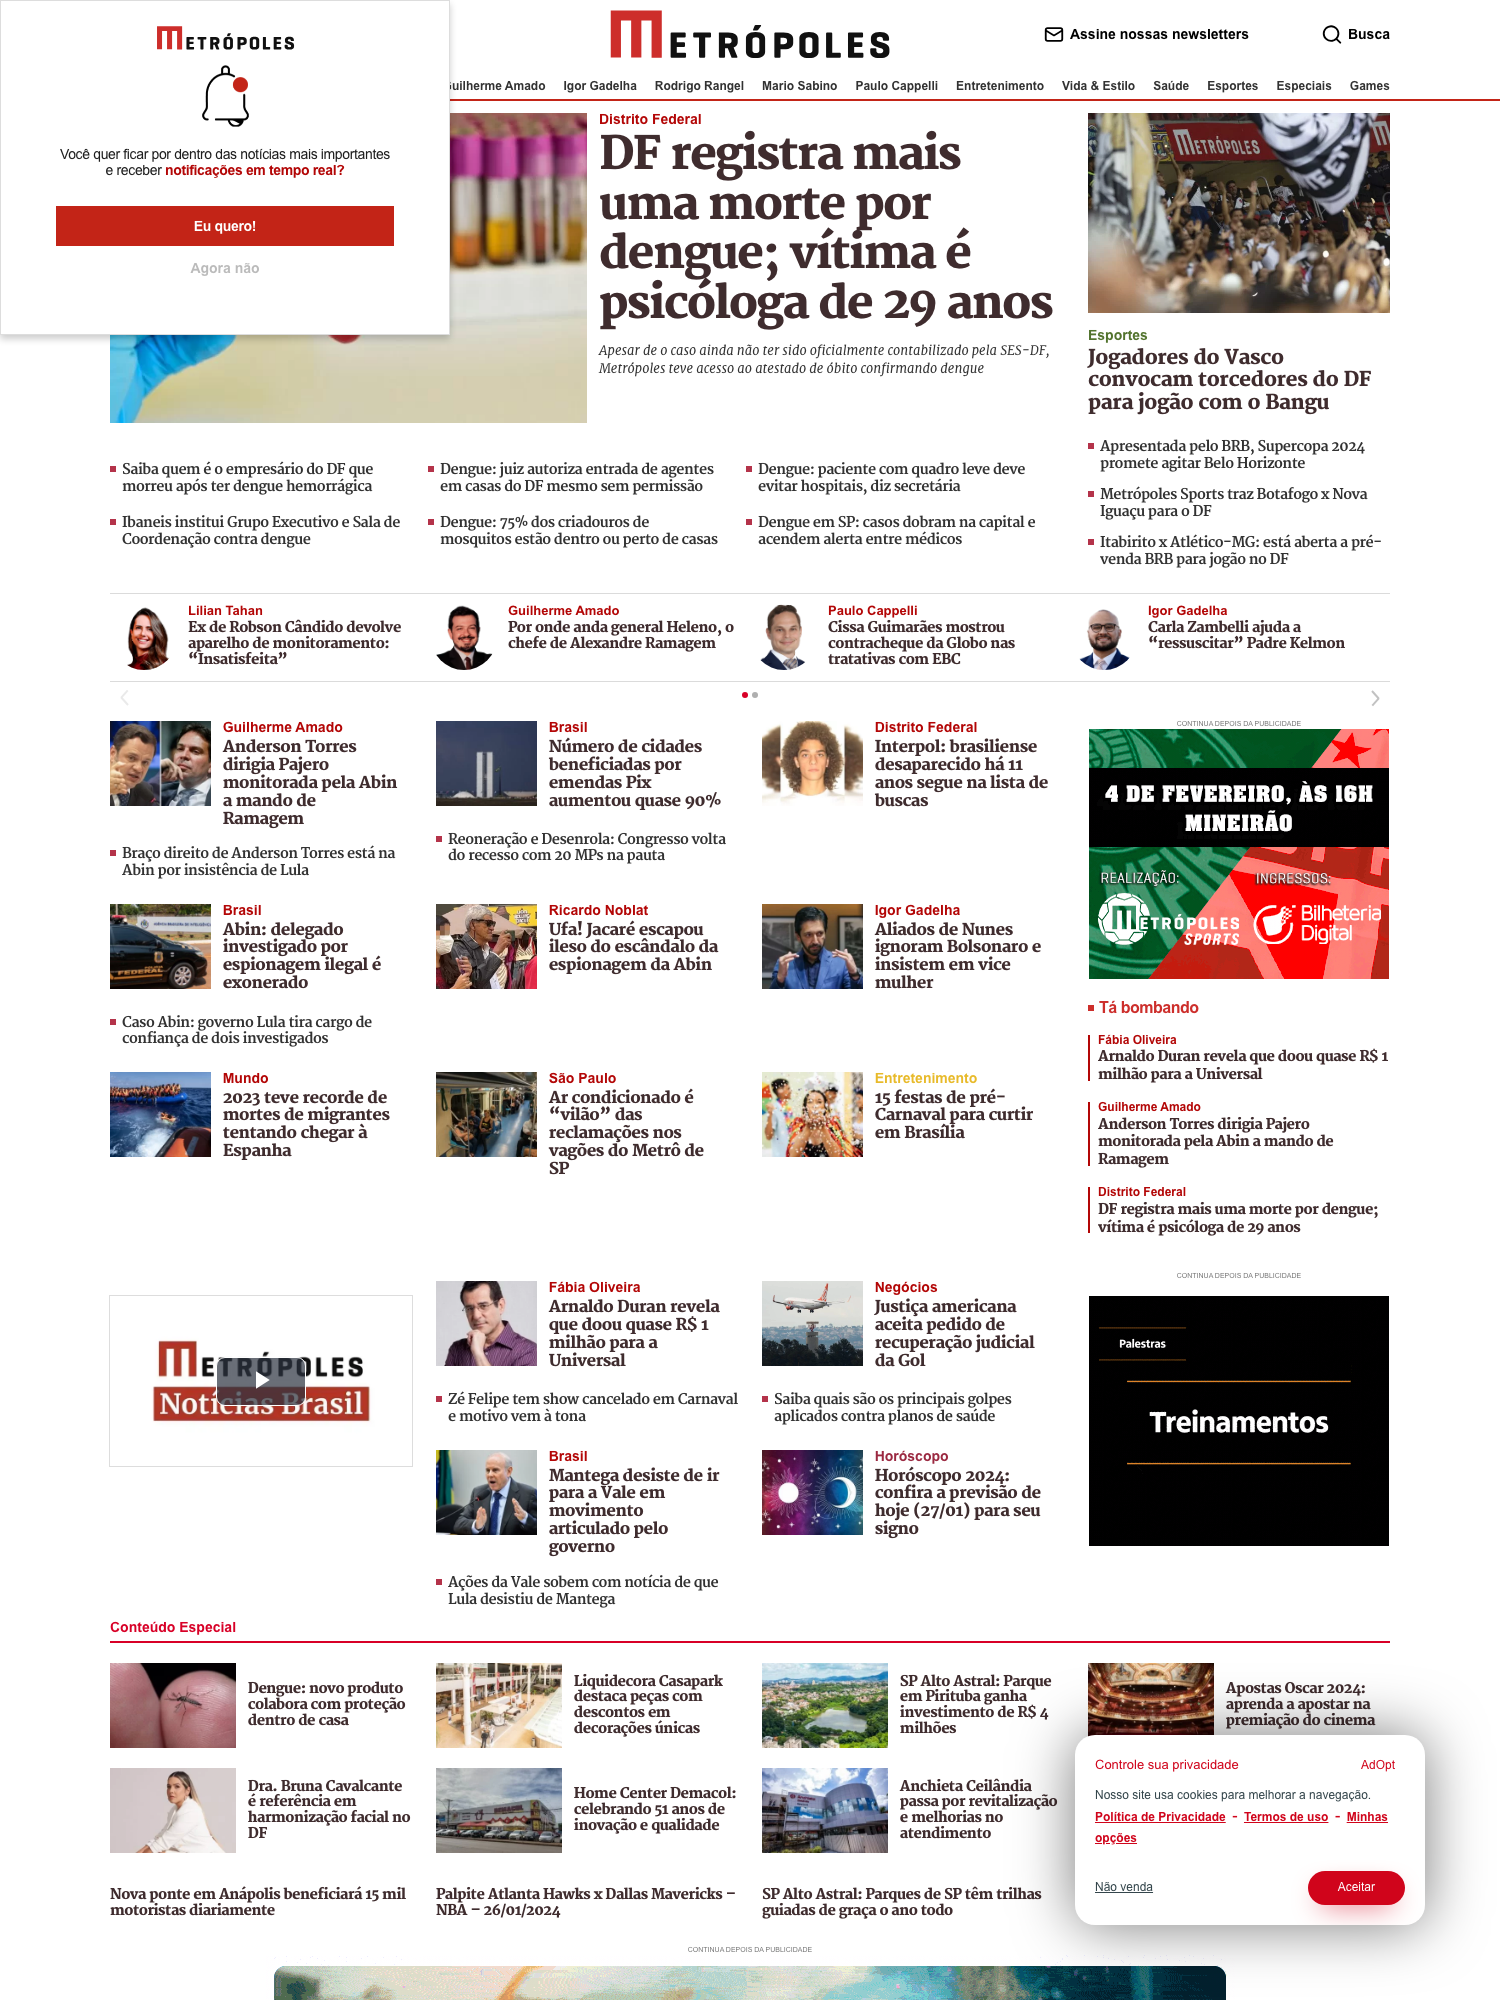 METRÓPOLES
Você quer ficar por dentro das notícias mais importantes
e receber notificações em tempo real?
Eu quero!
Agora não
METRÓPOLES
Assine nossas newsletters
Busca
Guilherme Amado
Igor Gadelha
Rodrigo Rangel
Mario Sabino
Paulo Cappelli
Entretenimento
Vida & Estilo
Saúde
Esportes
Especiais
Games
Distrito Federal
DF registra mais
uma morte por
dengue; vítima é
psicóloga de 29 anos
Apesar de o caso ainda não ter sido oficialmente contabilizado pela SES-DF,
Metrópoles teve acesso ao atestado de óbito confirmando dengue
METRÓPOLES
Esportes
Jogadores do Vasco
convocam torcedores do DF
para jogão com o Bangu
Apresentada pelo BRB, Supercopa 2024
promete agitar Belo Horizonte
Metrópoles Sports traz Botafogo x Nova
Iguaçu para o DF
Itabirito x Atlético-MG: está aberta a pré-
venda BRB para jogão no DF
Saiba quem é o empresário do DF que
morreu após ter dengue hemorrágica
Dengue: juiz autoriza entrada de agentes
em casas do DF mesmo sem permissão
Dengue: paciente com quadro leve deve
evitar hospitais, diz secretária
Ibaneis institui Grupo Executivo e Sala de
Coordenação contra dengue
Dengue: 75% dos criadouros de
mosquitos estão dentro ou perto de casas
Dengue em SP: casos dobram na capital e
acendem alerta entre médicos
Lilian Tahan
Ex de Robson Cândido devolve
aparelho de monitoramento:
“Insatisfeita”
Guilherme Amado
Por onde anda general Heleno, o
chefe de Alexandre Ramagem
Paulo Cappelli
Cissa Guimarães mostrou
contracheque da Globo nas
tratativas com EBC
Igor Gadelha
Carla Zambelli ajuda a
“ressuscitar” Padre Kelmon
Guilherme Amado
Anderson Torres
dirigia Pajero
monitorada pela Abin
a mando de
Ramagem
Braço direito de Anderson Torres está na
Abin por insistência de Lula
Brasil
Número de cidades
beneficiadas por
emendas Pix
aumentou quase 90%
Reoneração e Desenrola: Congresso volta
do recesso com 20 MPs na pauta
Distrito Federal
Interpol: brasiliense
desaparecido há 11
anos segue na lista de
buscas
CONTINUA DEPOIS DA PUBLICIDADE
4 DE FEVEREIRO, ÀS 16H
MINEIRÃO
REALIZAÇÃO:
INGRESSOS:
METRÓPOLES
SPORTS
Bilheteria
Digital
Brasil
Abin: delegado
investigado por
espionagem ilegal é
exonerado
Caso Abin: governo Lula tira cargo de
confiança de dois investigados
Ricardo Noblat
Ufa! Jacaré escapou
ileso do escândalo da
espionagem da Abin
Igor Gadelha
Aliados de Nunes
ignoram Bolsonaro e
insistem em vice
mulher
Tá bombando
Fábia Oliveira
Arnaldo Duran revela que doou quase R$ 1
milhão para a Universal
Guilherme Amado
Anderson Torres dirigia Pajero
monitorada pela Abin a mando de
Ramagem
Distrito Federal
DF registra mais uma morte por dengue;
vítima é psicóloga de 29 anos
Mundo
2023 teve recorde de
mortes de migrantes
tentando chegar à
Espanha
São Paulo
Ar condicionado é
“vilão” das
reclamações nos
vagões do Metrô de
SP
Entretenimento
15 festas de pré-
Carnaval para curtir
em Brasília
METRÓPOLES
Notícias Brasil
Fábia Oliveira
Arnaldo Duran revela
que doou quase R$ 1
milhão para a
Universal
Zé Felipe tem show cancelado em Carnaval
e motivo vem à tona
Negócios
Justiça americana
aceita pedido de
recuperação judicial
da Gol
Saiba quais são os principais golpes
aplicados contra planos de saúde
CONTINUA DEPOIS DA PUBLICIDADE
Palestras
Treinamentos
Brasil
Mantega desiste de ir
para a Vale em
movimento
articulado pelo
governo
Ações da Vale sobem com notícia de que
Lula desistiu de Mantega
Horóscopo
Horóscopo 2024:
confira a previsão de
hoje (27/01) para seu
signo
Conteúdo Especial
Dengue: novo produto
colabora com proteção
dentro de casa
Liquidecora Casapark
destaca peças com
descontos em
decorações únicas
SP Alto Astral: Parque
em Pirituba ganha
investimento de R$ 4
milhões
Apostas Oscar 2024:
aprenda a apostar na
premiação do cinema
Dra. Bruna Cavalcante
é referência em
harmonização facial no
DF
Home Center Demacol:
celebrando 51 anos de
inovação e qualidade
Anchieta Ceilândia
passa por revitalização
e melhorias no
atendimento
Nova ponte em Anápolis beneficiará 15 mil
motoristas diariamente
Palpite Atlanta Hawks x Dallas Mavericks –
NBA – 26/01/2024
SP Alto Astral: Parques de SP têm trilhas
guiadas de graça o ano todo
Controle sua privacidade
AdOpt
Nosso site usa cookies para melhorar a navegação.
Política de Privacidade - Termos de uso - Minhas
opções
Não venda
Aceitar
CONTINUA DEPOIS DA PUBLICIDADE